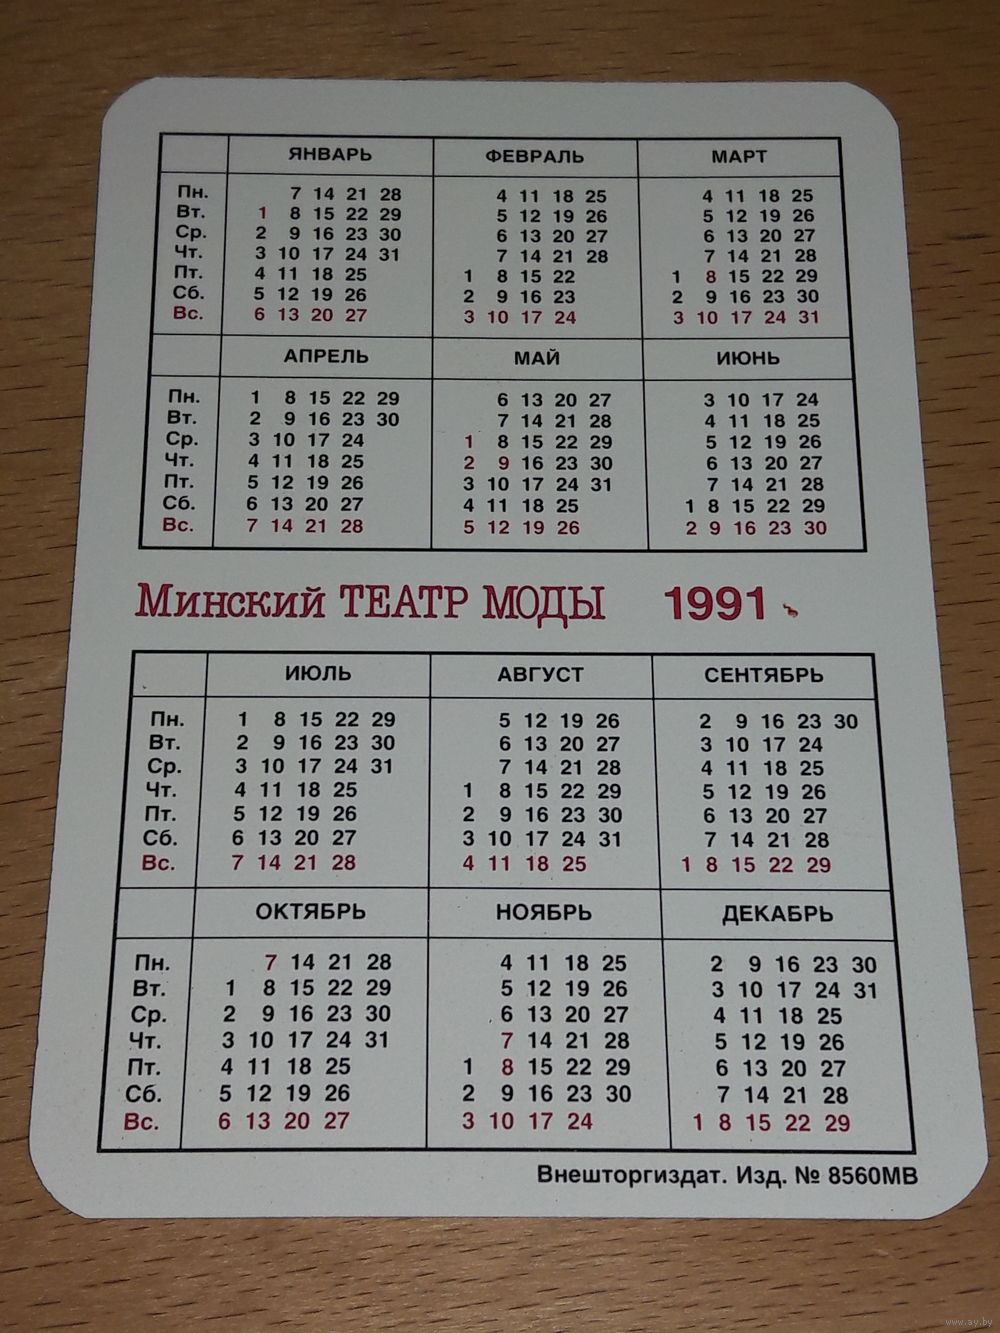 ЯНВАРЬ ФЕВРАЛЬ МАРТ
Пн. 7 14 21 28 4 11 18 25 4 11 18 25
Вт. 1 8 15 22 29 5 12 19 26 5 12 19 26
Ср. 2 9 16 23 30 6 13 20 27 6 13 20 27
Чт. 3 10 17 24 31 7 14 21 28 7 14 21 28
Пт. 4 11 18 25 1 8 15 22 1 8 15 22 29
Сб. 5 12 19 26 2 9 16 23 2 9 16 23 30
Вс. 6 13 20 27 3 10 17 24 3 10 17 24 31
АПРЕЛЬ МАЙ ИЮНЬ
Пн. 1 8 15 22 29 6 13 20 27 3 10 17 24
Вт. 2 9 16 23 30 7 14 21 28 4 11 18 25
Ср. 3 10 17 24 1 8 15 22 29 5 12 19 26
Чт. 4 11 18 25 2 9 16 23 30 6 13 20 27
Пт. 5 12 19 26 3 10 17 24 31 7 14 21 28
Сб. 6 13 20 27 4 11 18 25 1 8 15 22 29
Вс. 7 14 21 28 5 12 19 26 2 9 16 23 30
Минский ТЕАТР МОДЫ 1991
ИЮЛЬ АВГУСТ СЕНТЯБРЬ
Пн. 1 8 15 22 29 5 12 19 26 2 9 16 23 30
Вт. 2 9 16 23 30 6 13 20 27 3 10 17 24
Ср. 3 10 17 24 31 7 14 21 28 4 11 18 25
Чт. 4 11 18 25 1 8 15 22 29 5 12 19 26
Пт. 5 12 19 26 2 9 16 23 30 6 13 20 27
Сб. 6 13 20 27 3 10 17 24 31 7 14 21 28
Вс. 7 14 21 28 4 11 18 25 1 8 15 22 29
ОКТЯБРЬ НОЯБРЬ ДЕКАБРЬ
Пн. 7 14 21 28 4 11 18 25 2 9 16 23 30
Вт. 1 8 15 22 29 5 12 19 26 3 10 17 24 31
Ср. 2 9 16 23 30 6 13 20 27 4 11 18 25
Чт. 3 10 17 24 31 7 14 21 28 5 12 19 26
Пт. 4 11 18 25 1 8 15 22 29 6 13 20 27
Сб. 5 12 19 26 2 9 16 23 30 7 14 21 28
Вс. 6 13 20 27 3 10 17 24 1 8 15 22 29
Внешторгиздат. Изд. № 8560МВ
www.ay.by